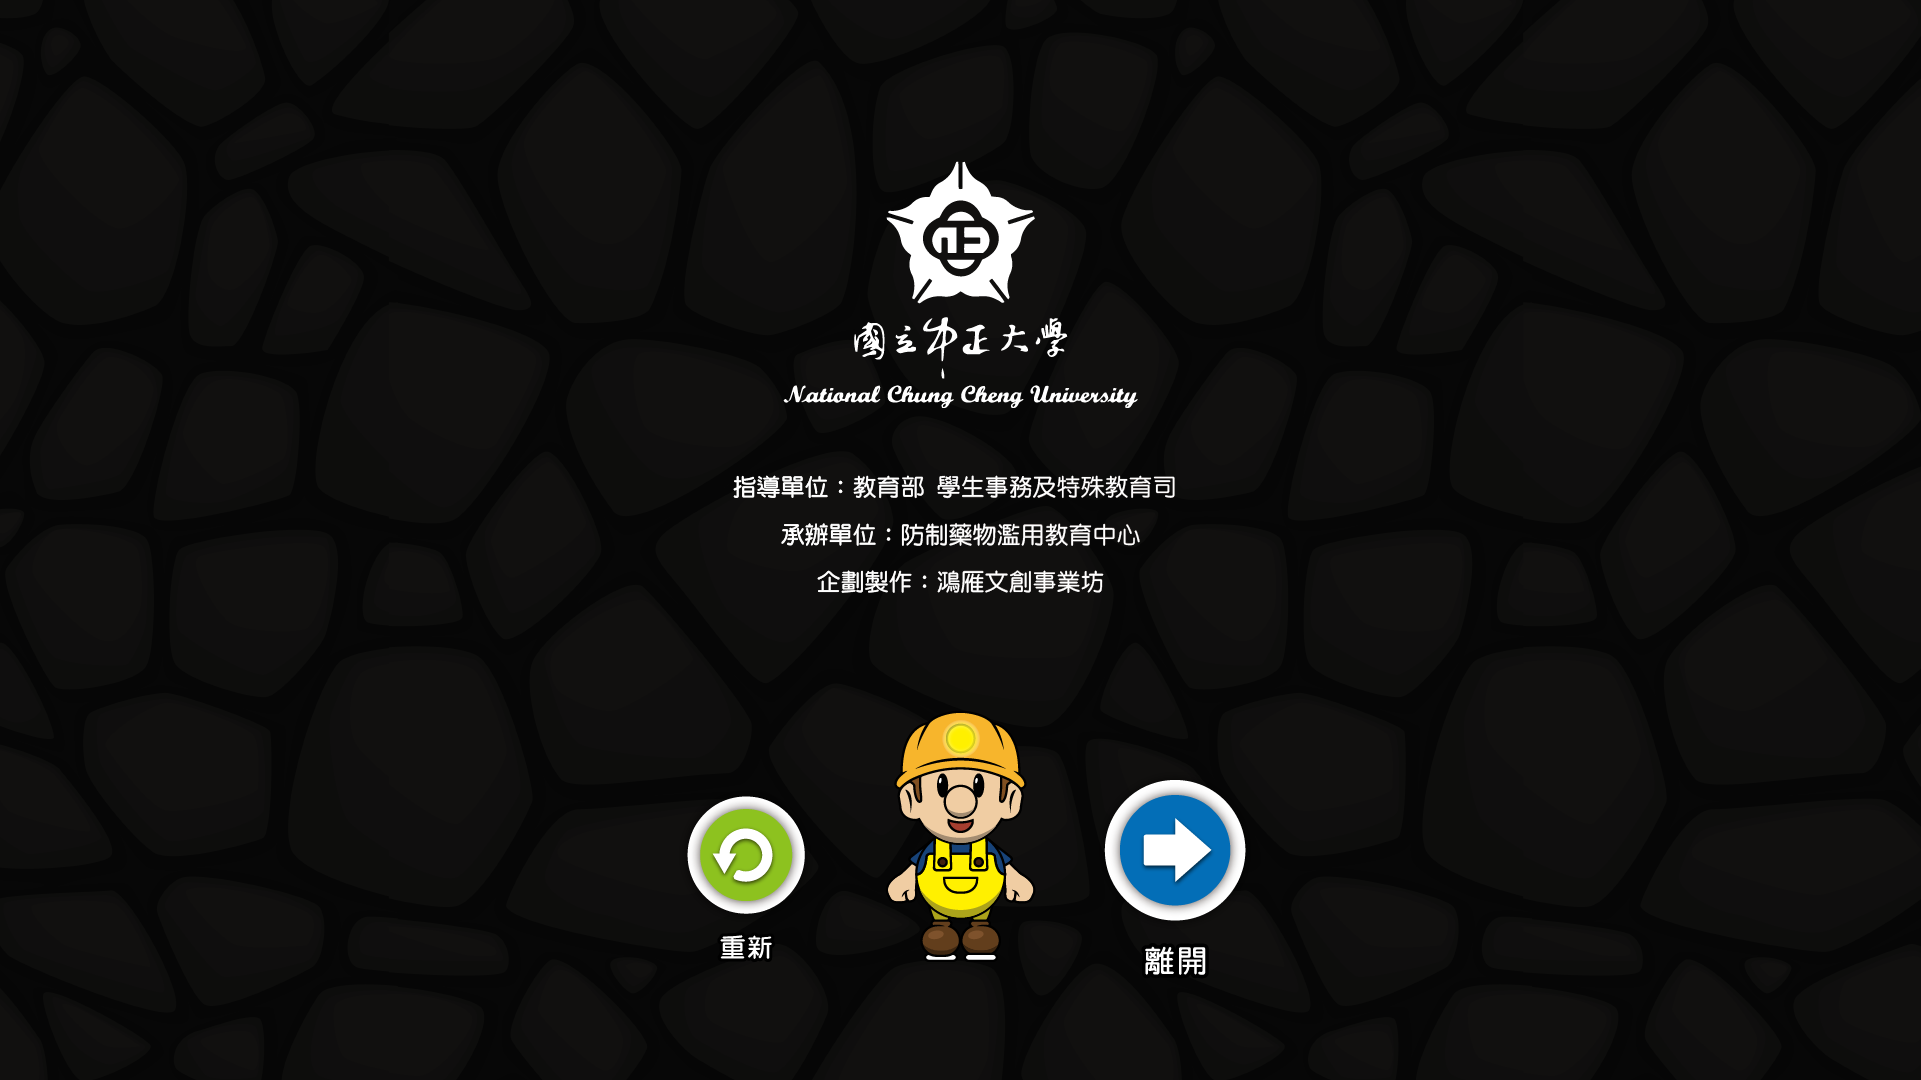 正
國立中正大學
National Chung Cheng University
指導單位：教育部 學生事務及特殊教育司
承辦單位：防制藥物濫用教育中心
企劃製作：鴻雁文創事業坊
重新
離開